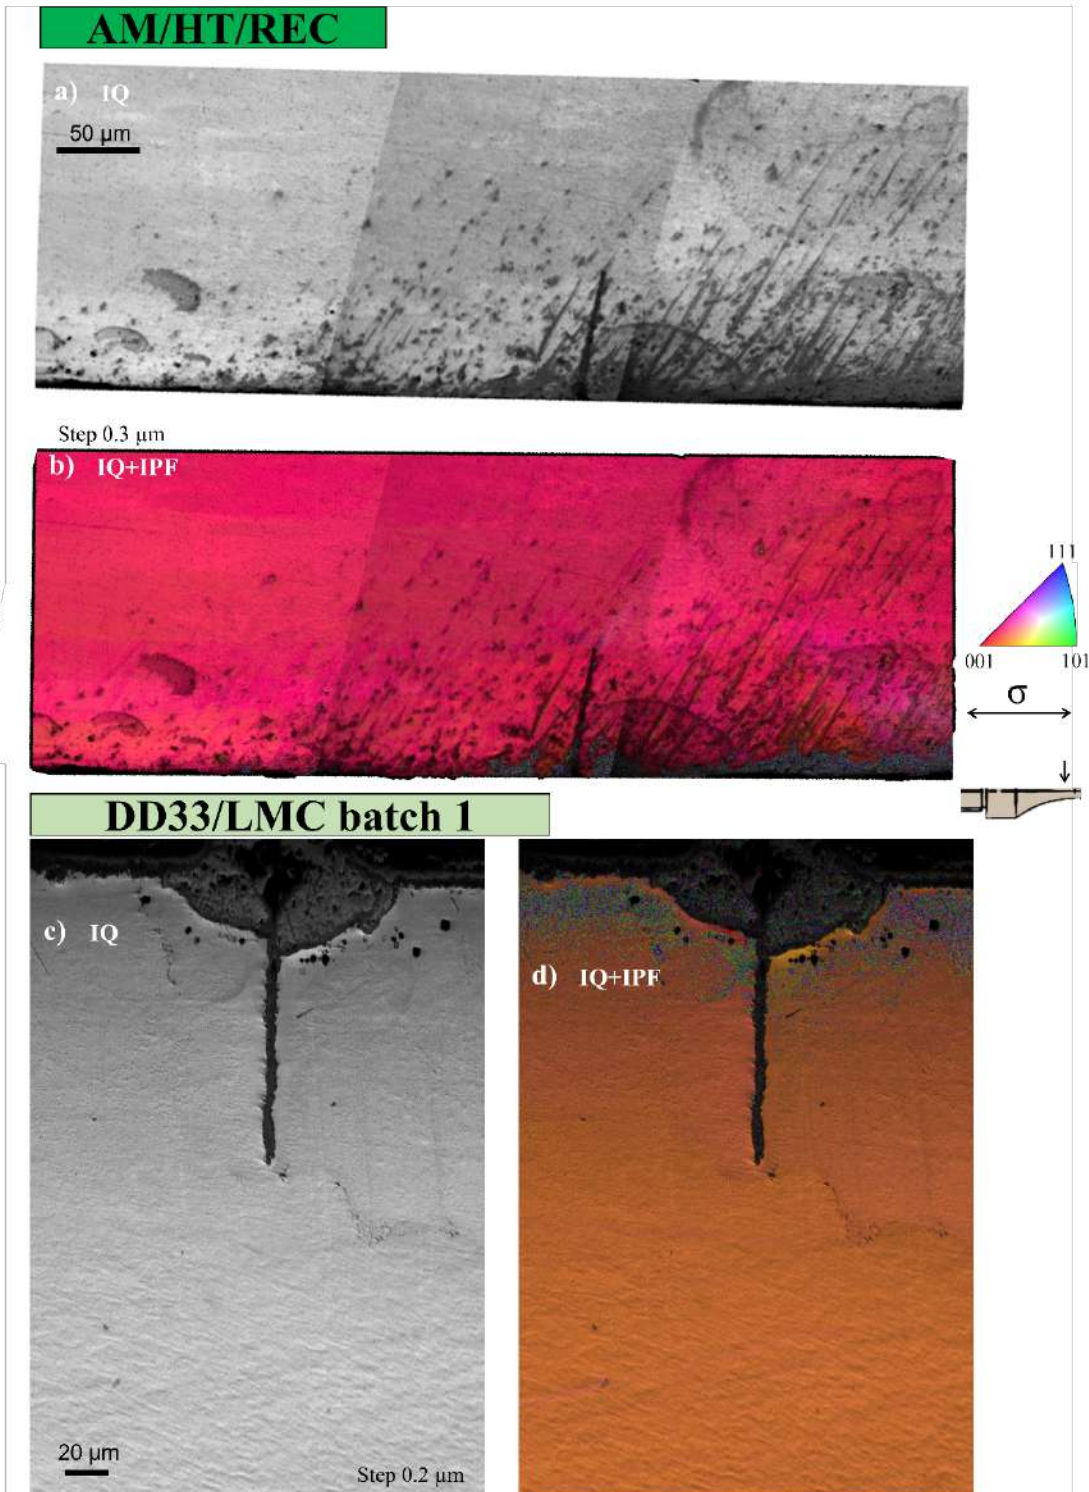 AM/HT/REC
a) IQ
50 µm
Step 0.3 µm
b) IQ+IPF
111
001 101
σ
DD33/LMC batch 1
c) IQ
d) IQ+IPF
20 µm
Step 0.2 µm